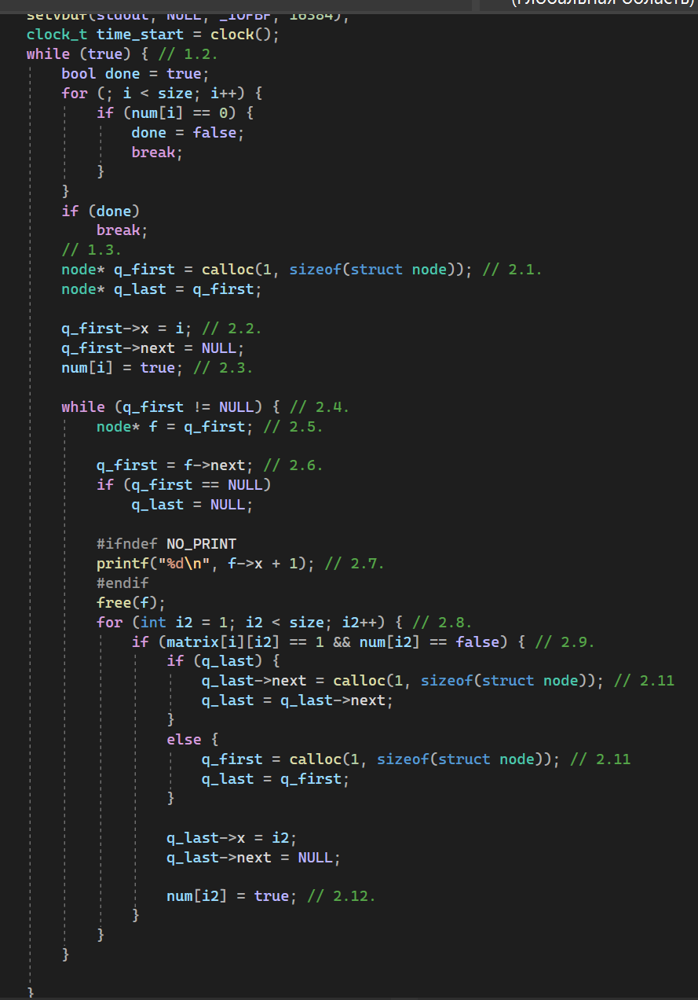 (Глобальная область)
setvbuf(stdout, NULL, _IOFBF, 16384);
clock_t time_start = clock();
while (true) { // 1.2.
bool done = true;
for (; i < size; i++) {
if (num[i] == 0) {
done = false;
break;
}
}
if (done)
break;
// 1.3.
node* q_first = calloc(1, sizeof(struct node)); // 2.1.
node* q_last = q_first;
q_first->x = i; // 2.2.
q_first->next = NULL;
num[i] = true; // 2.3.
while (q_first != NULL) { // 2.4.
node* f = q_first; // 2.5.
q_first = f->next; // 2.6.
if (q_first == NULL)
q_last = NULL;
#ifndef NO_PRINT
printf("%d\n", f->x + 1); // 2.7.
#endif
free(f);
for (int i2 = 1; i2 < size; i2++) { // 2.8.
if (matrix[i][i2] == 1 && num[i2] == false) { // 2.9.
if (q_last) {
q_last->next = calloc(1, sizeof(struct node)); // 2.11
q_last = q_last->next;
}
else {
q_first = calloc(1, sizeof(struct node)); // 2.11
q_last = q_first;
}
q_last->x = i2;
q_last->next = NULL;
num[i2] = true; // 2.12.
}
}
}
}